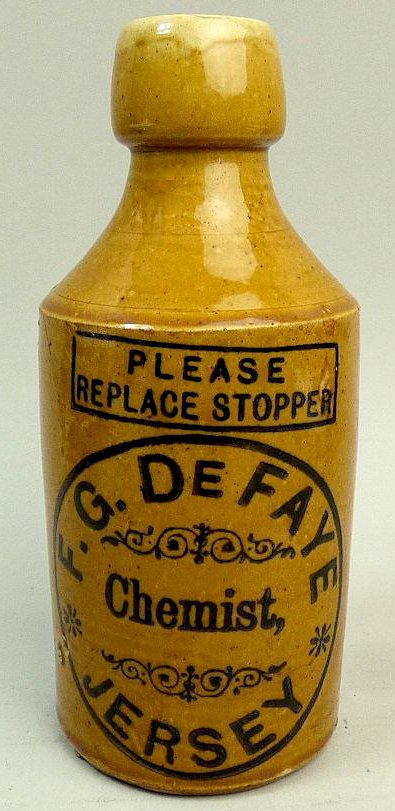 PLEASE
REPLACE STOPPER
F. G. DE FAYE
Chemist,
JERSEY